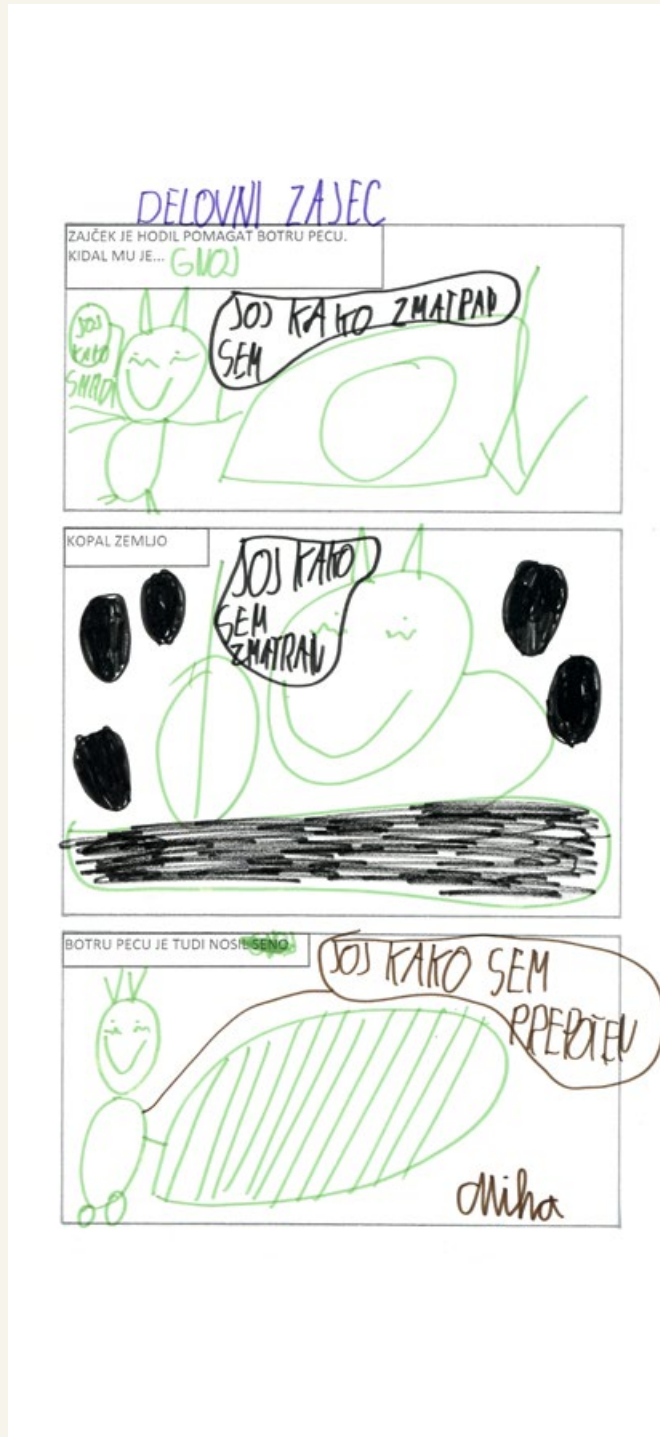 DELOVNI ZAJEC
ZAJČEK JE HODIL POMAGAT BOTRU PECU.
KIDAL MU JE... GNOJ
JOJ
KAKO
SMRDI
JOJ KAKO ZMATPAD
SEM
KOPAL ZEMLJO
JOJ KAKO
SEM
ZMATRAN
BOTRU PECU JE TUDI NOSIL SENO
JOJ KAKO SEM
PREPOTEN
Miha